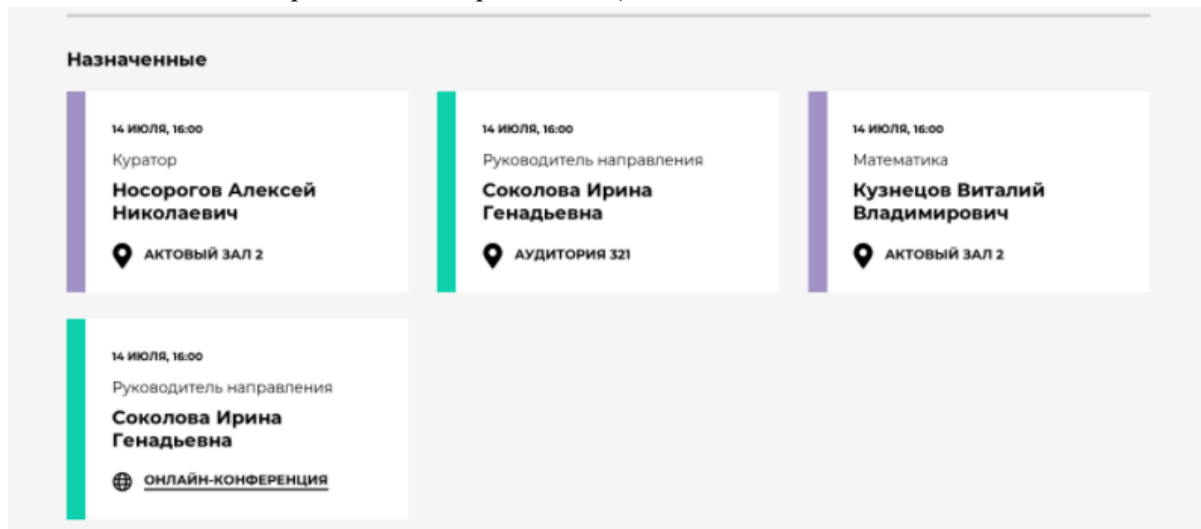 Назначенные
14 ИЮЛЯ, 16:00
Куратор
Носорогов Алексей
Николаевич
АКТОВЫЙ ЗАЛ 2
14 ИЮЛЯ, 16:00
Руководитель направления
Соколова Ирина
Генадьевна
АУДИТОРИЯ 321
14 ИЮЛЯ, 16:00
Математика
Кузнецов Виталий
Владимирович
АКТОВЫЙ ЗАЛ 2
14 ИЮЛЯ, 16:00
Руководитель направления
Соколова Ирина
Генадьевна
ОНЛАЙН-КОНФЕРЕНЦИЯ